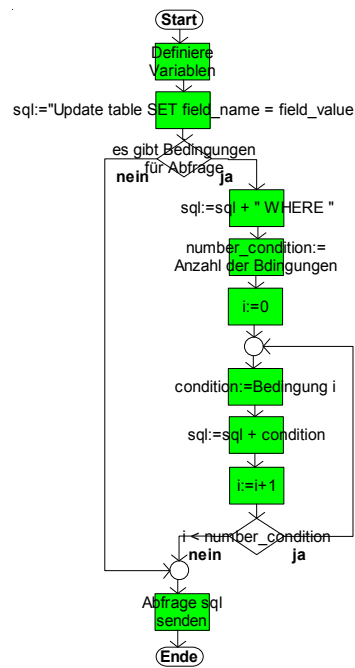 Start
Definiere
Variablen
sql:="Update table SET field_name = field_value
es gibt Bedingungen
für Abfrage
nein
ja
sql:=sql + " WHERE "
number_condition:=
Anzahl der Bdingungen
i:=0
condition:=Bedingung i
sql:=sql + condition
i:=i+1
i < number_condition
nein
ja
Abfrage sql
senden
Ende